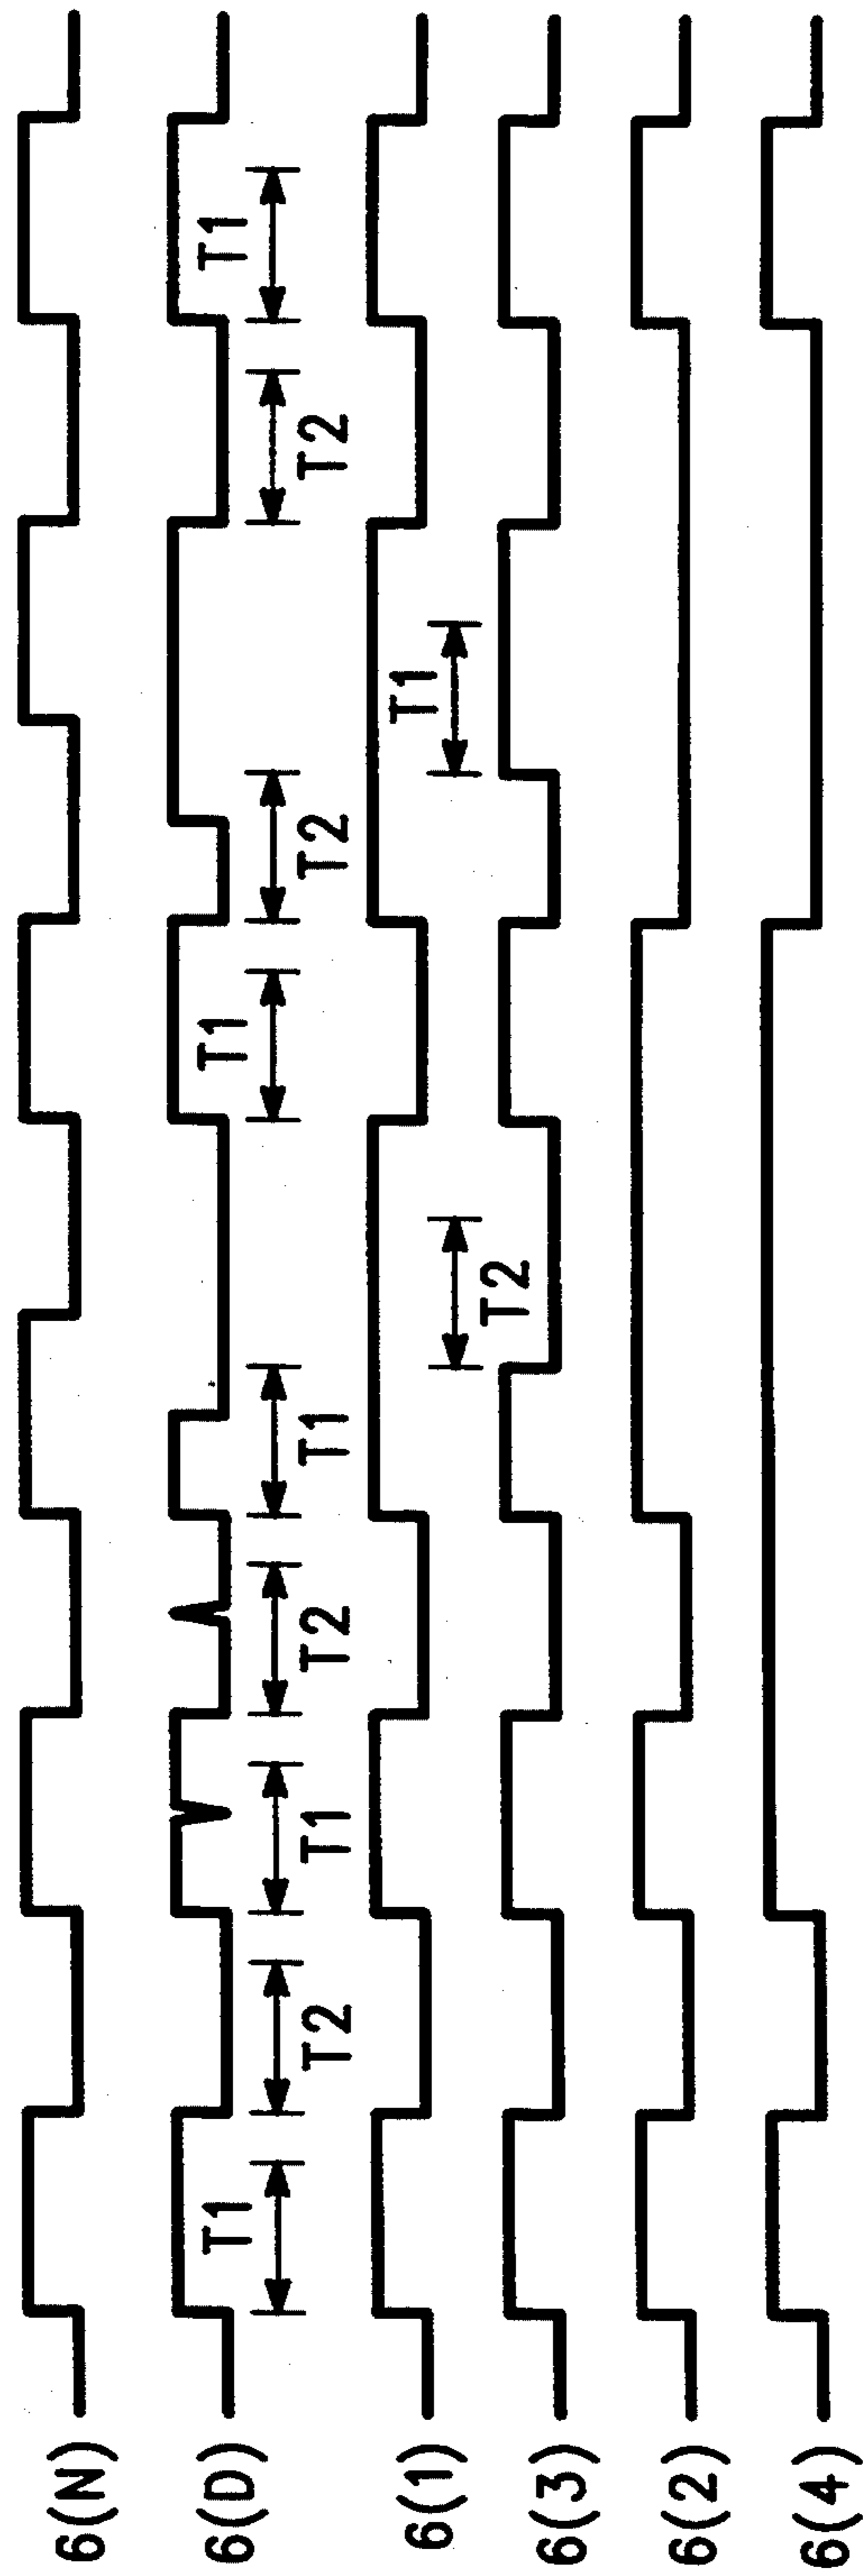 6(N)
6(D)
T1 T2 T1 T2 T1 T1 T2 T2 T1
6(1)
T2 T1
6(3)
6(2)
6(4)